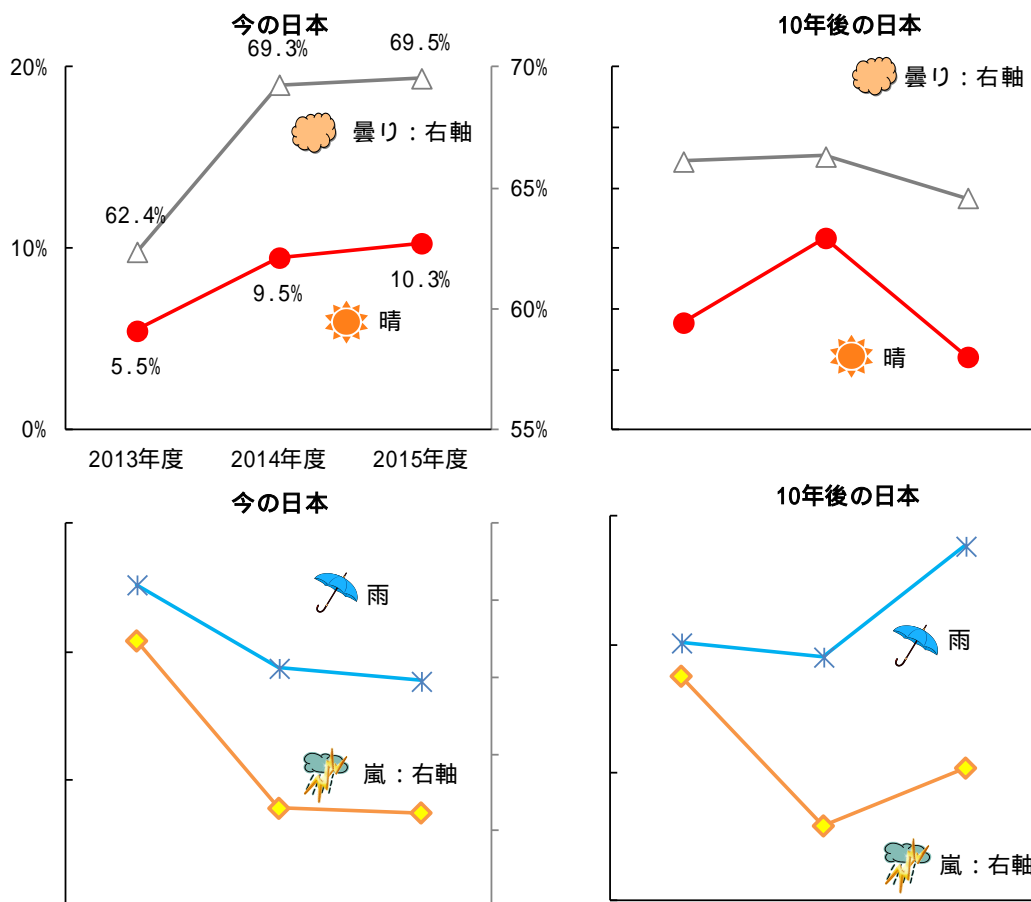 今の日本
69.3%
69.5%
20%
70%
曇り：右軸
65%
62.4%
10%
10.3%
9.5%
60%
晴
5.5%
0%
55%
2013年度 2014年度 2015年度
10年後の日本
曇り：右軸
晴
今の日本
雨
嵐：右軸
10年後の日本
雨
嵐：右軸